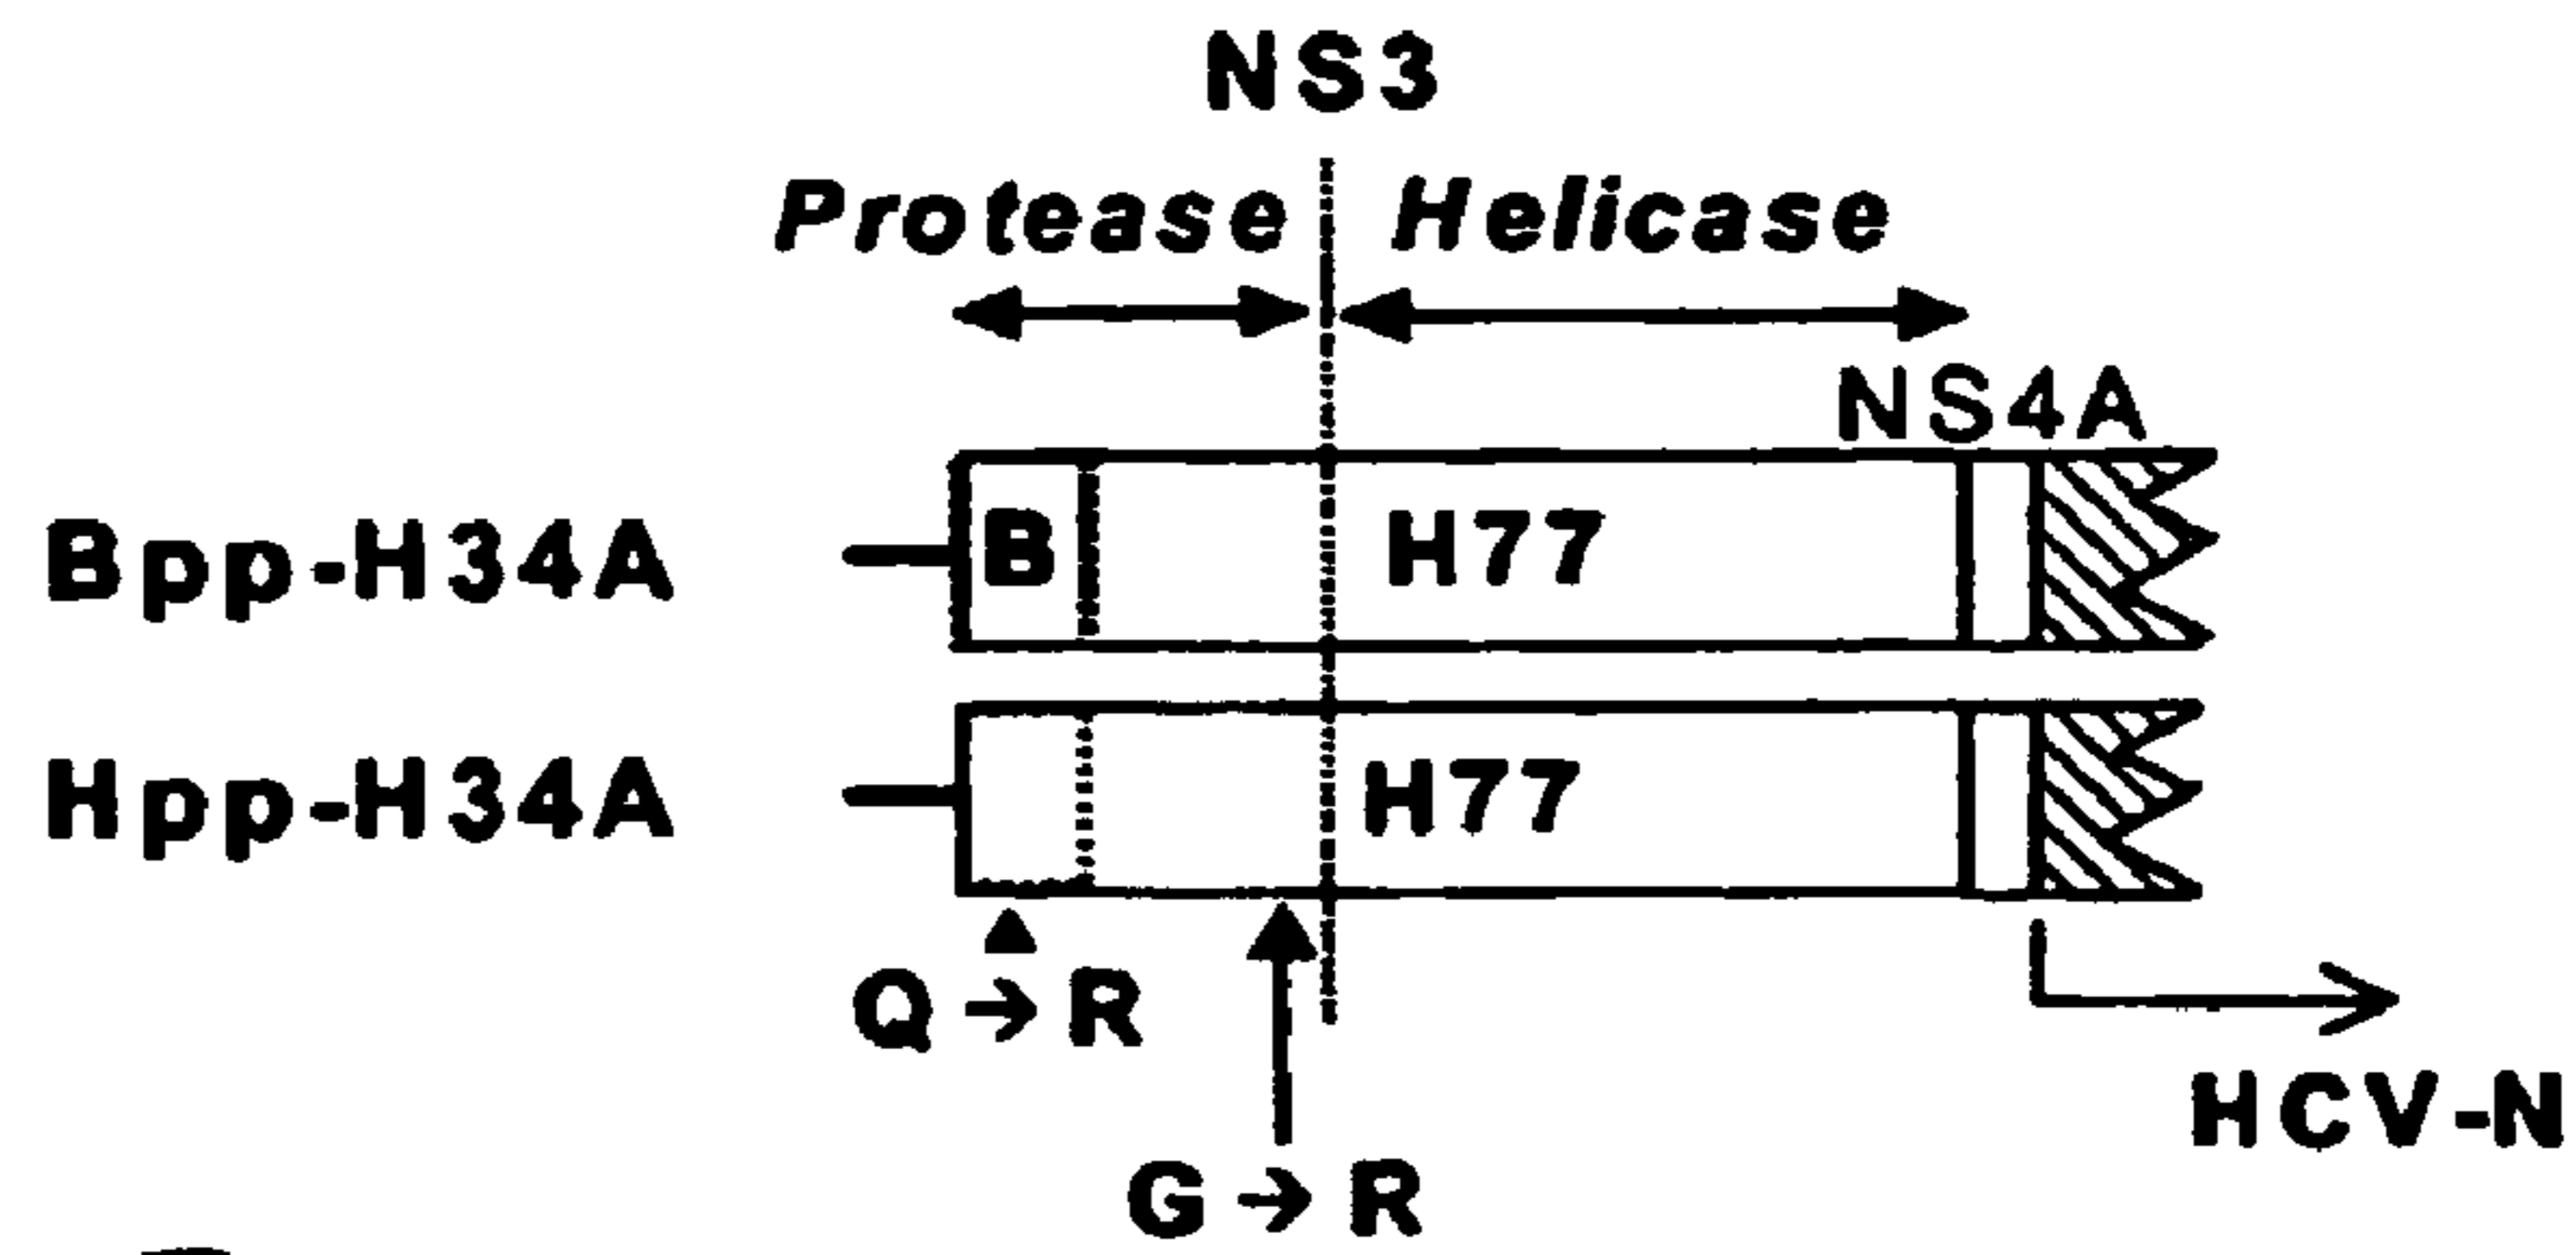 NS3
Protease Helicase
NS4A
Bpp-H34A B H77
Hpp-H34A H77
Q → R
HCV-N
G → R